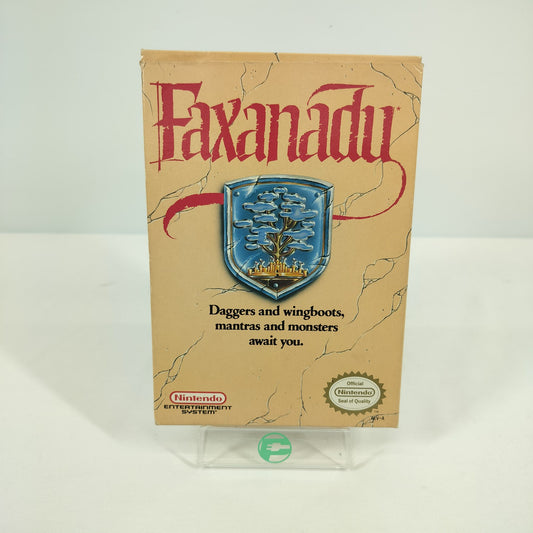 Faxanadu
Daggers and wingboots,
mantras and monsters
await you.
Nintendo
ENTERTAINMENT
SYSTEM
Official
Nintendo
Seal of Quality